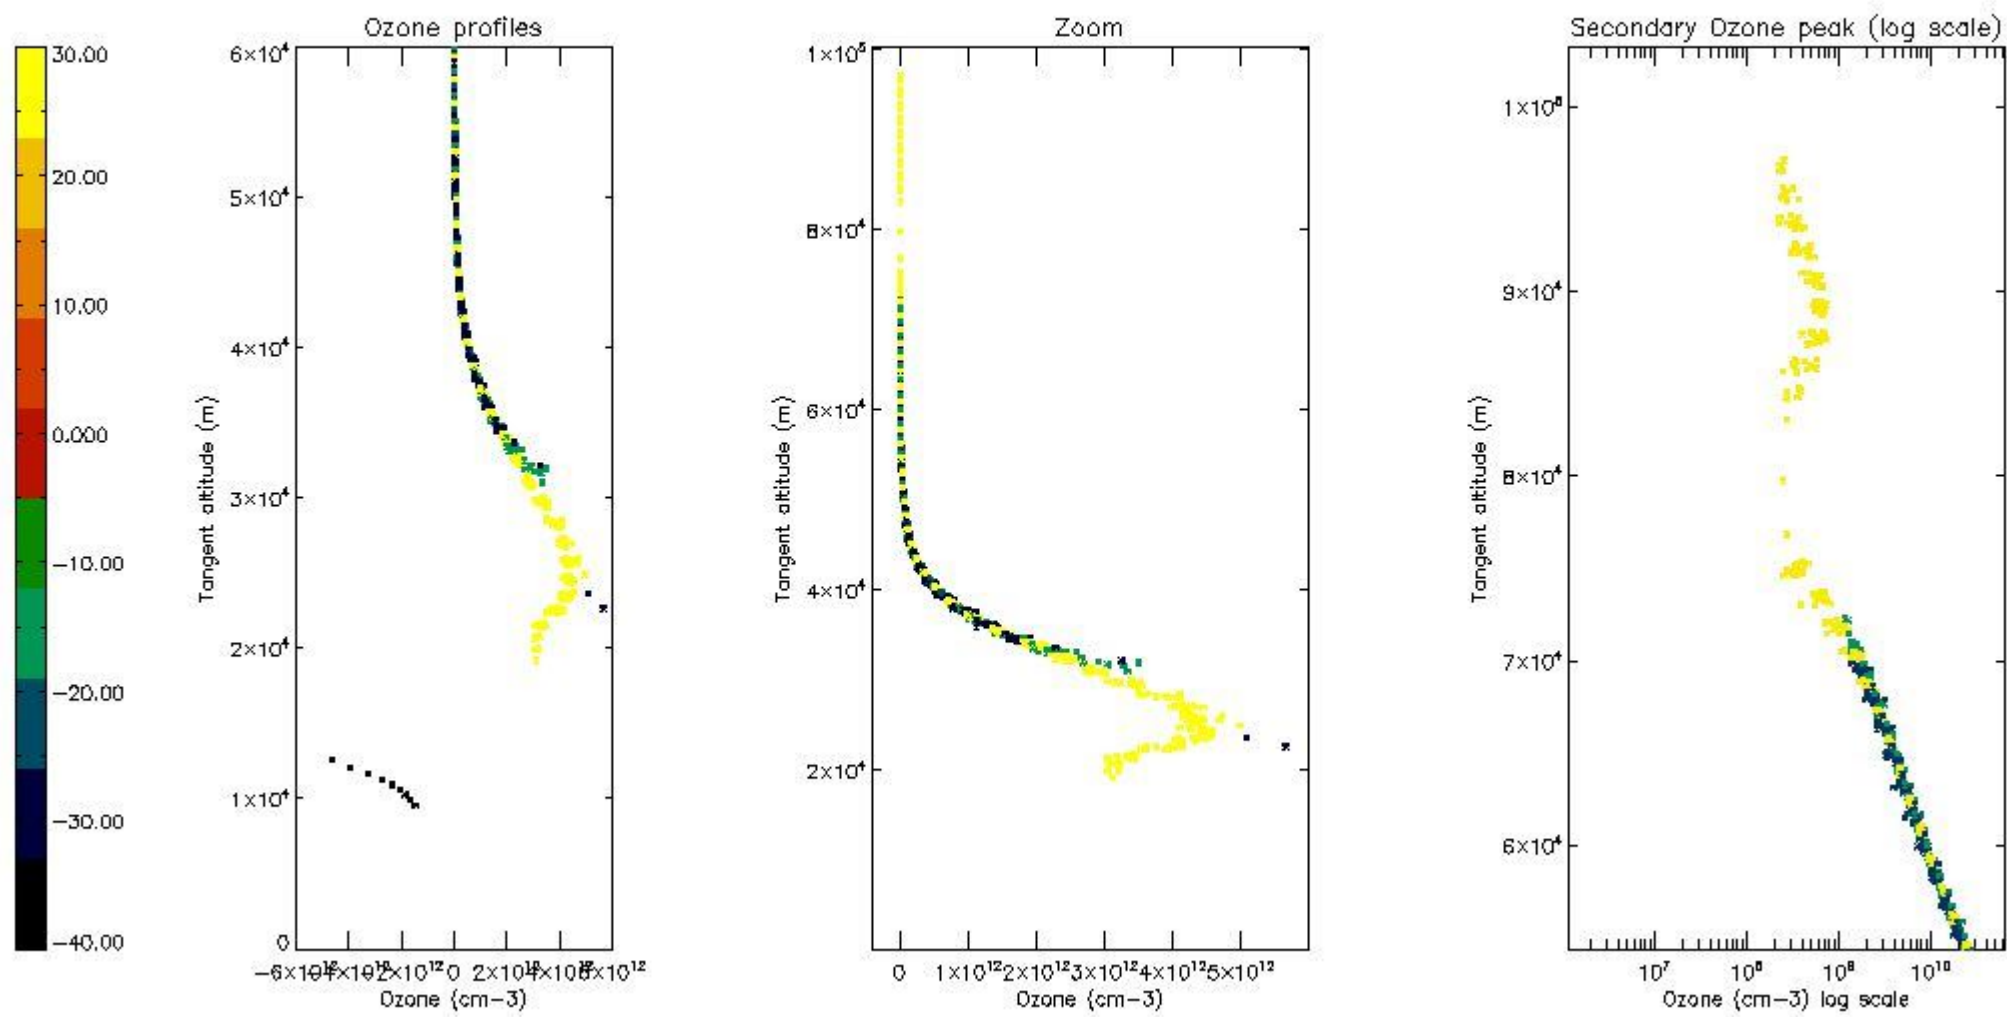 Ozone profiles
Zoom
Secondary Ozone peak (log scale)
30.00
20.00
10.00
0.000
−10.00
−20.00
−30.00
−40.00
6×10⁴
5×10⁴
4×10⁴
3×10⁴
2×10⁴
1×10⁴
0
Tangent altitude (m)
0
Ozone (cm−3)
1×10⁵
8×10⁴
6×10⁴
4×10⁴
2×10⁴
Tangent altitude (m)
0 1×10¹² 2×10¹² 3×10¹² 4×10¹² 5×10¹²
Ozone (cm−3)
9×10⁴
8×10⁴
7×10⁴
6×10⁴
Tangent altitude (m)
10⁷ 10⁸ 10⁹ 10¹⁰
Ozone (cm−3) log scale